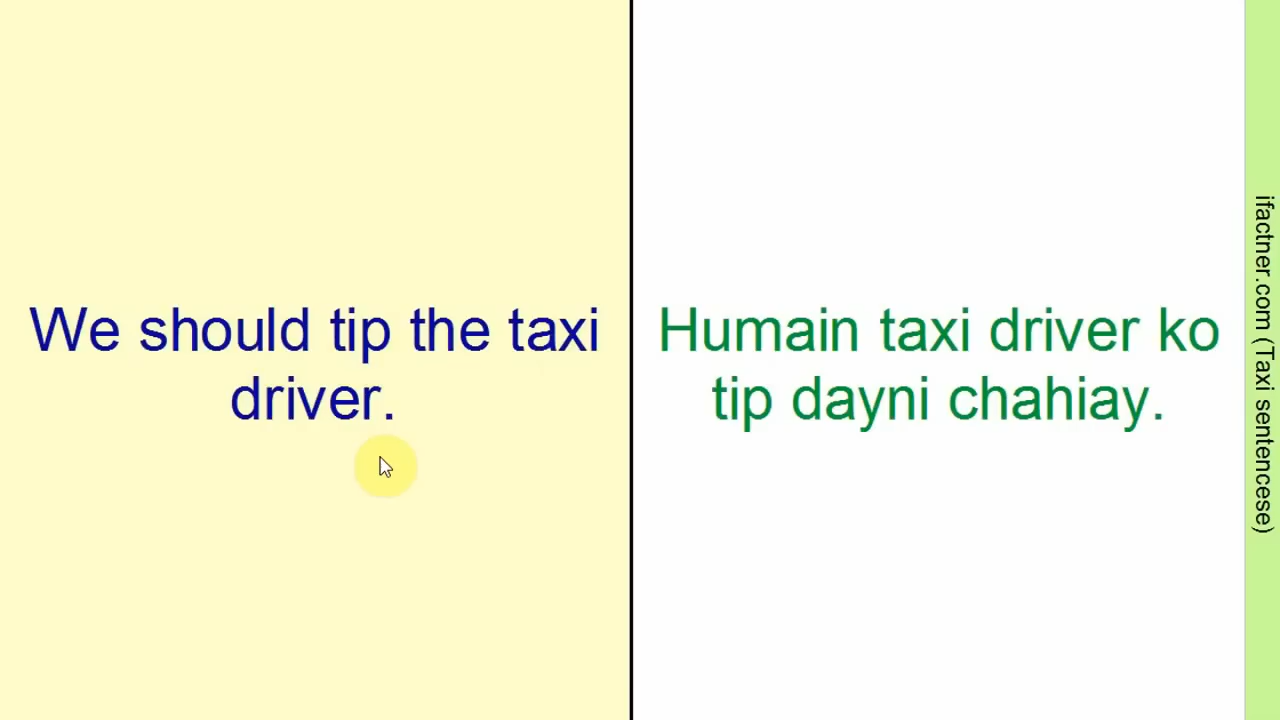 We should tip the taxi
driver.
Humain taxi driver ko
tip dayni chahiay.
ifactner.com (Taxi sentencese)